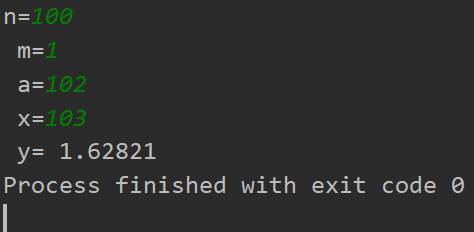 n=100
m=1
a=102
x=103
y= 1.62821
Process finished with exit code 0